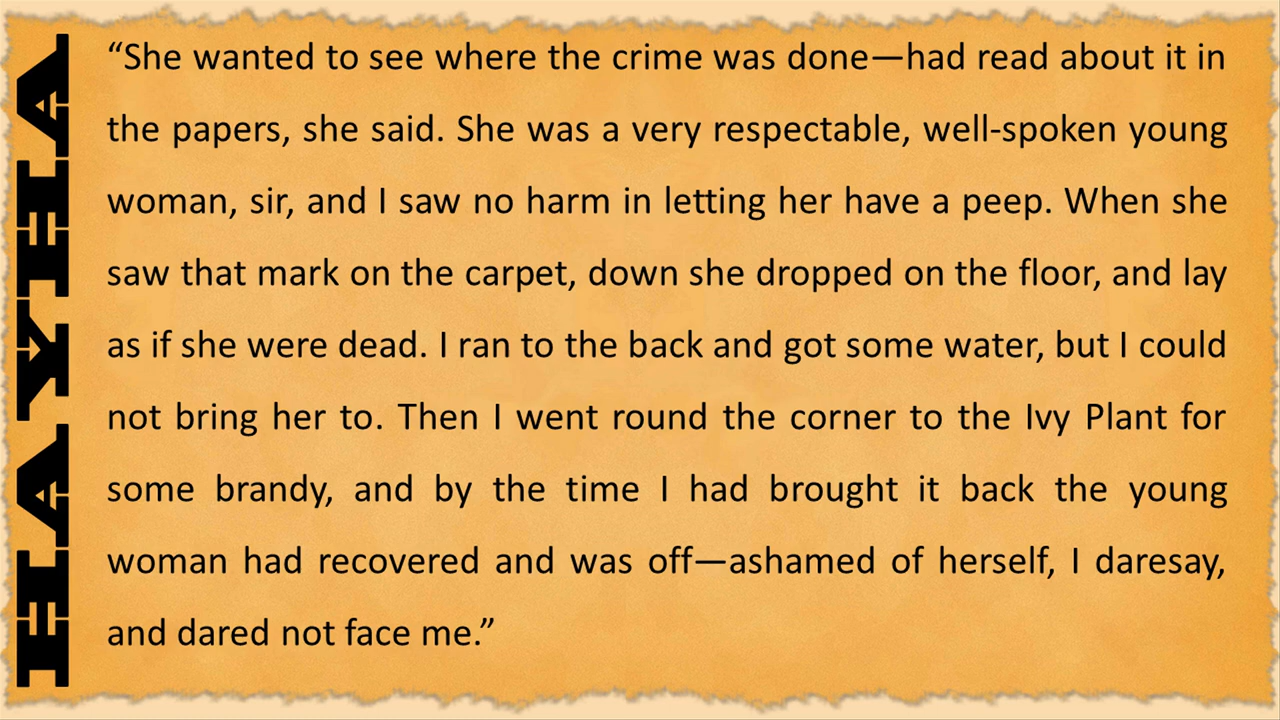 HAYHA
“She wanted to see where the crime was done—had read about it in
the papers, she said. She was a very respectable, well-spoken young
woman, sir, and I saw no harm in letting her have a peep. When she
saw that mark on the carpet, down she dropped on the floor, and lay
as if she were dead. I ran to the back and got some water, but I could
not bring her to. Then I went round the corner to the Ivy Plant for
some brandy, and by the time I had brought it back the young
woman had recovered and was off—ashamed of herself, I daresay,
and dared not face me.”